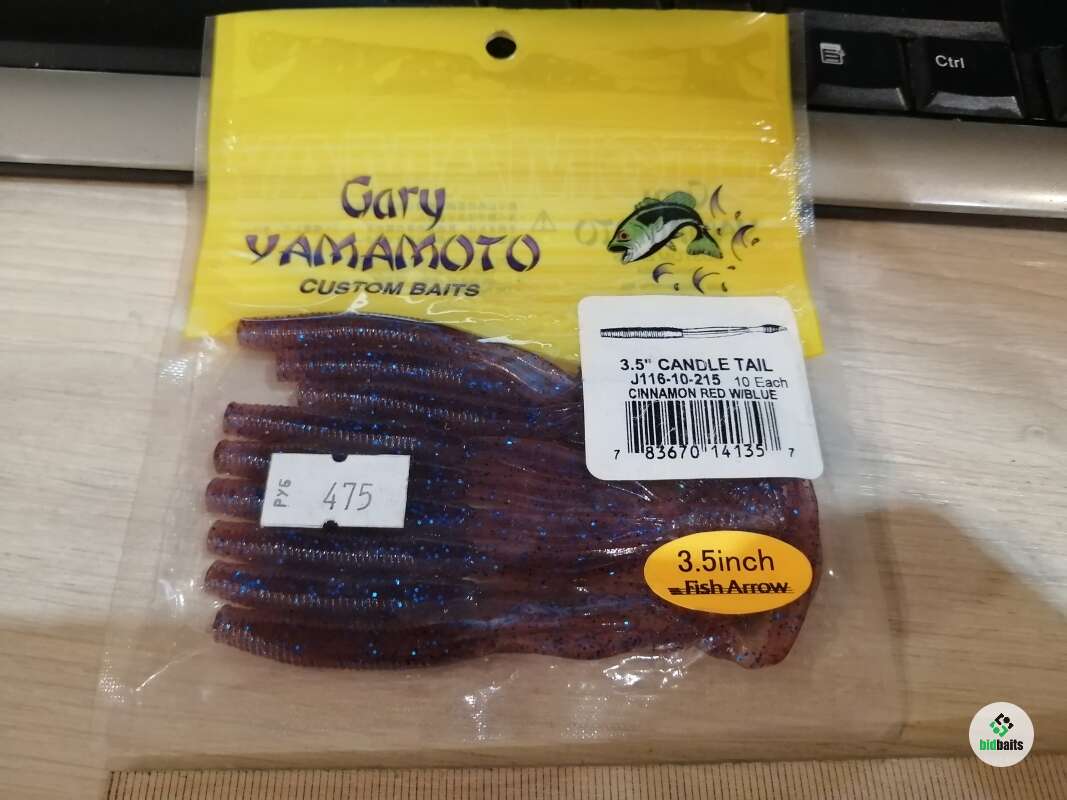 Ctrl
Gary
YAMAMOTO
CUSTOM BAITS
3.5" CANDLE TAIL
J116-10-215 10 Each
CINNAMON RED W/BLUE
7 83670 14135 7
РУБ 475
3.5inch
Fish Arrow
bidbaits